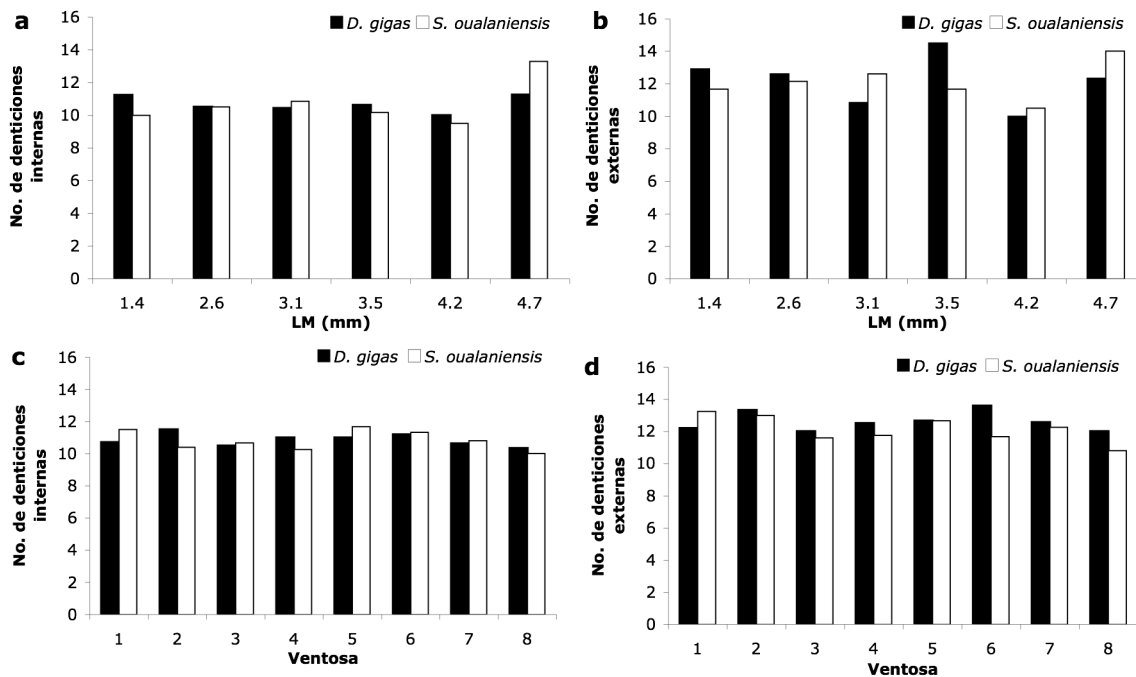 a
D. gigas S. oualaniensis
No. de denticiones
internas
16
14
12
10
8
6
4
2
0
1.4 2.6 3.1 3.5 4.2 4.7
LM (mm)
b
D. gigas S. oualaniensis
No. de denticiones
externas
16
14
12
10
8
6
4
2
0
1.4 2.6 3.1 3.5 4.2 4.7
LM (mm)
c
D. gigas S. oualaniensis
No. de denticiones
internas
16
14
12
10
8
6
4
2
0
1 2 3 4 5 6 7 8
Ventosa
d
D. gigas S. oualaniensis
No. de denticiones
externas
16
14
12
10
8
6
4
2
0
1 2 3 4 5 6 7 8
Ventosa